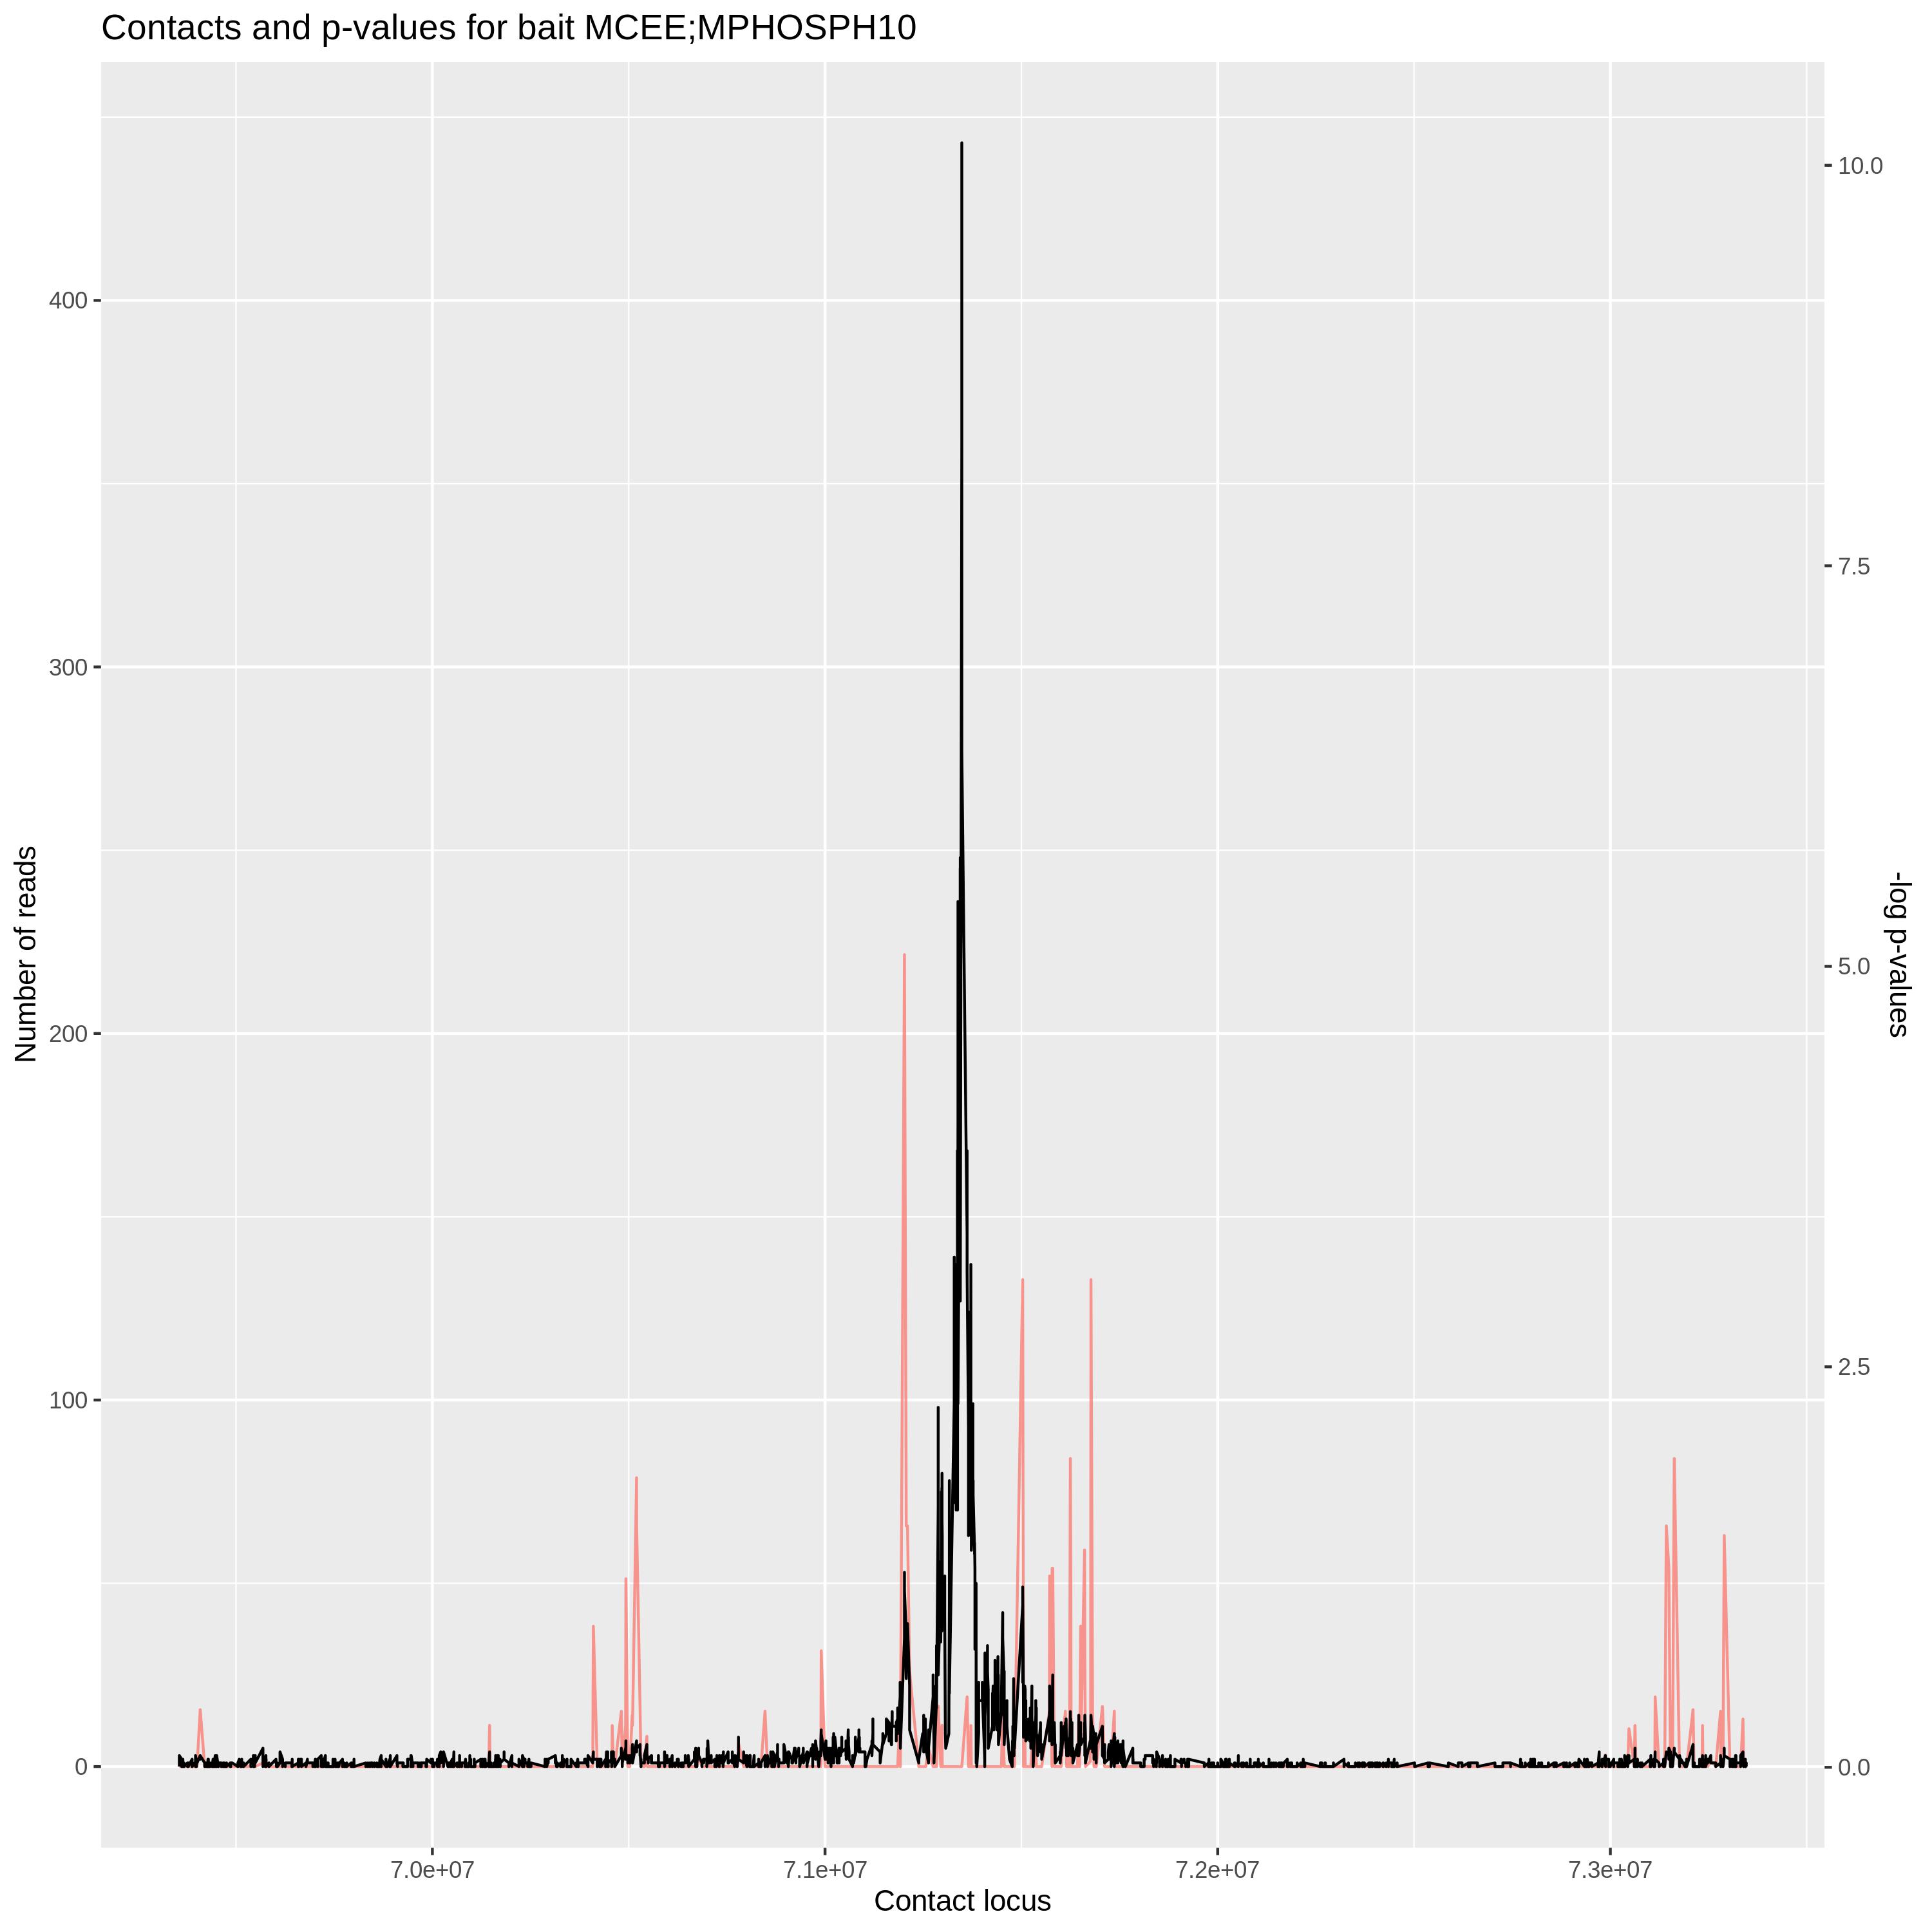 Contacts and p-values for bait MCEE;MPHOSPH10
Number of reads
400
300
200
100
0
10.0
7.5
5.0
2.5
0.0
-log p-values
7.0e+07
7.1e+07
7.2e+07
7.3e+07
Contact locus